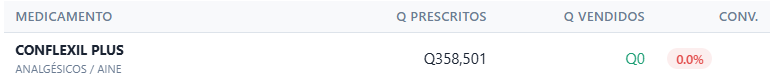 MEDICAMENTO Q PRESCRITOS Q VENDIDOS CONV.
CONFLEXIL PLUS Q358,501 Q0 0.0%
ANALGÉSICOS / AINE